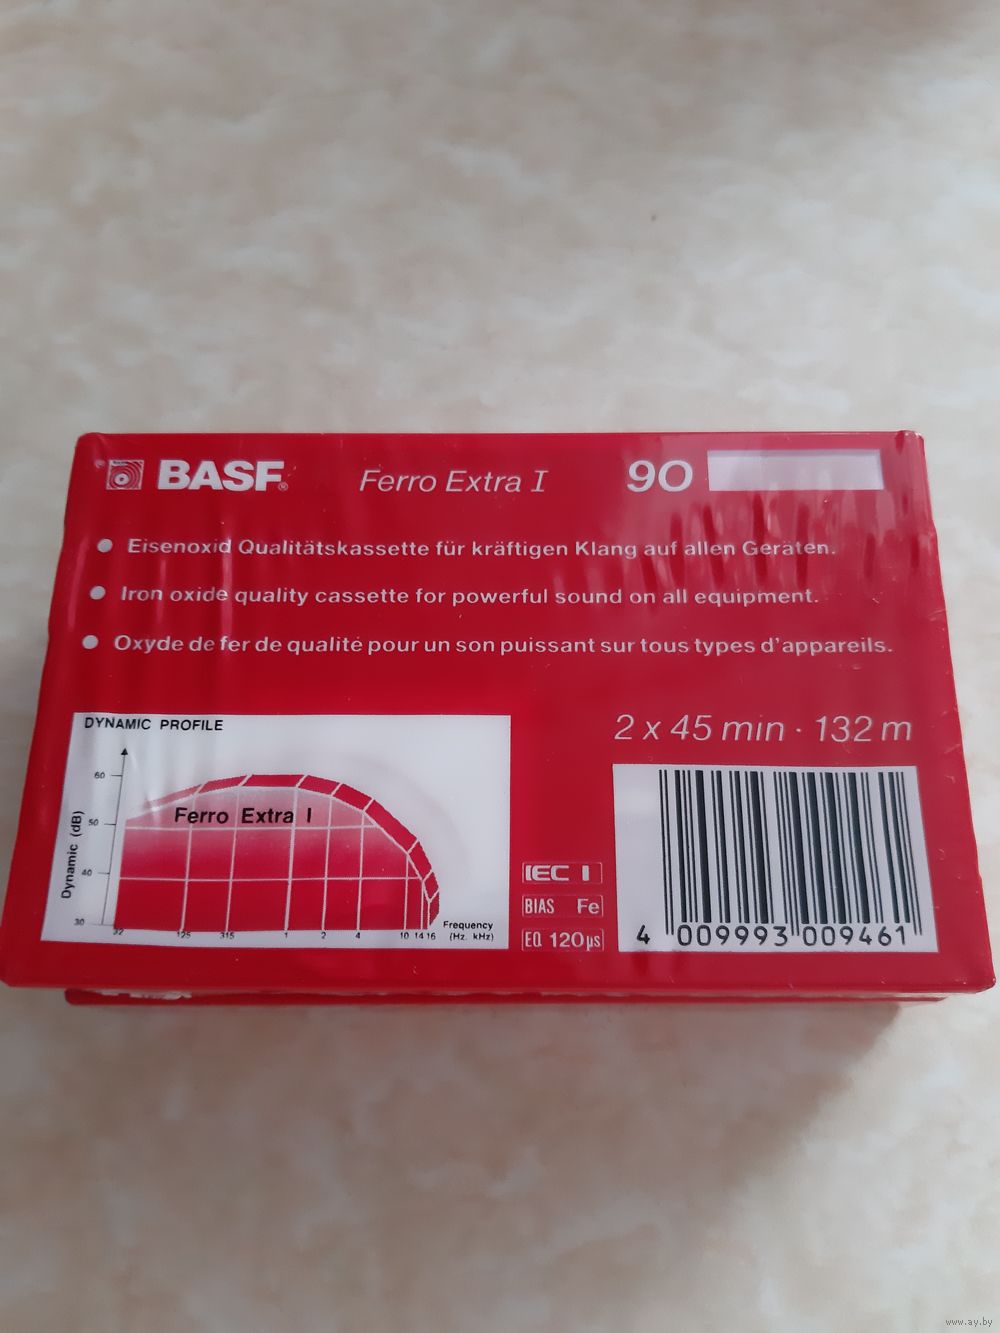 BASF® Ferro Extra I 90
● Eisenoxid Qualitätskassette für kräftigen Klang auf allen Geräten.
● Iron oxide quality cassette for powerful sound on all equipment.
● Oxyde de fer de qualité pour un son puissant sur tous types d'appareils.
2 x 45 min · 132 m
DYNAMIC PROFILE
Dynamic (dB)
60
50
40
30
Ferro Extra I
32 125 315 1 2 4 10 14 16
Frequency
(Hz, kHz)
IEC I
BIAS Fe
EQ 120µs
4 009993 009461
www.ay.by